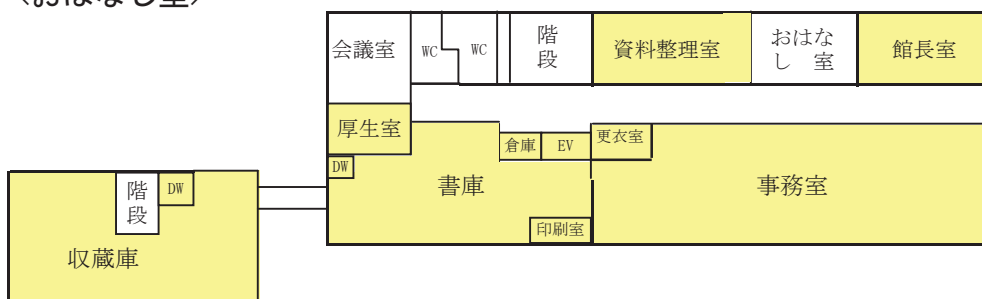 〈おはなし室〉
会議室
WC
WC
階
段
資料整理室
おはな
し 室
館長室
厚生室
倉庫
EV
更衣室
DW
書庫
事務室
階
段
DW
印刷室
収蔵庫